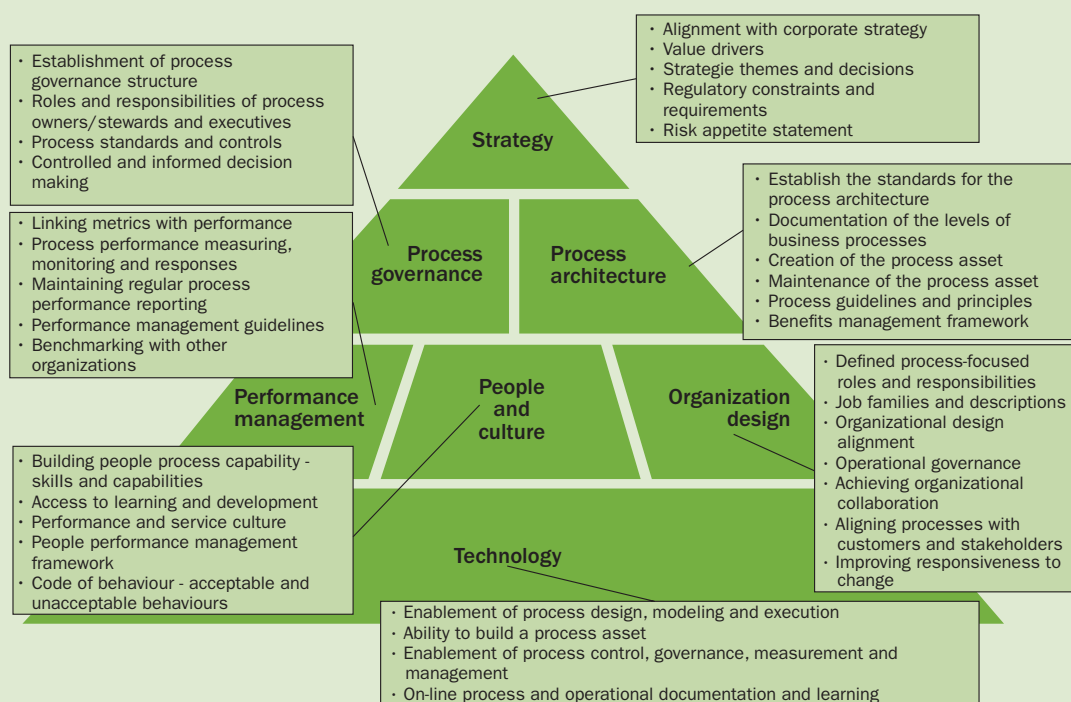 · Alignment with corporate strategy
· Value drivers
· Strategie themes and decisions
· Regulatory constraints and
requirements
· Risk appetite statement
· Establishment of process
governance structure
· Roles and responsibilities of process
owners/stewards and executives
· Process standards and controls
· Controlled and informed decision
making
Strategy
· Establish the standards for the
process architecture
· Documentation of the levels of
business processes
· Creation of the process asset
· Maintenance of the process asset
· Process guidelines and principles
· Benefits management framework
· Linking metrics with performance
· Process performance measuring,
monitoring and responses
· Maintaining regular process
performance reporting
· Performance management guidelines
· Benchmarking with other
organizations
Process
governance
Process
architecture
Performance
management
People
and
culture
Organization
design
· Defined process-focused
roles and responsibilities
· Job families and descriptions
· Organizational design
alignment
· Operational governance
· Achieving organizational
collaboration
· Aligning processes with
customers and stakeholders
· Improving responsiveness to
change
· Building people process capability -
skills and capabilities
· Access to learning and development
· Performance and service culture
· People performance management
framework
· Code of behaviour - acceptable and
unacceptable behaviours
Technology
· Enablement of process design, modeling and execution
· Ability to build a process asset
· Enablement of process control, governance, measurement and
management
· On-line process and operational documentation and learning